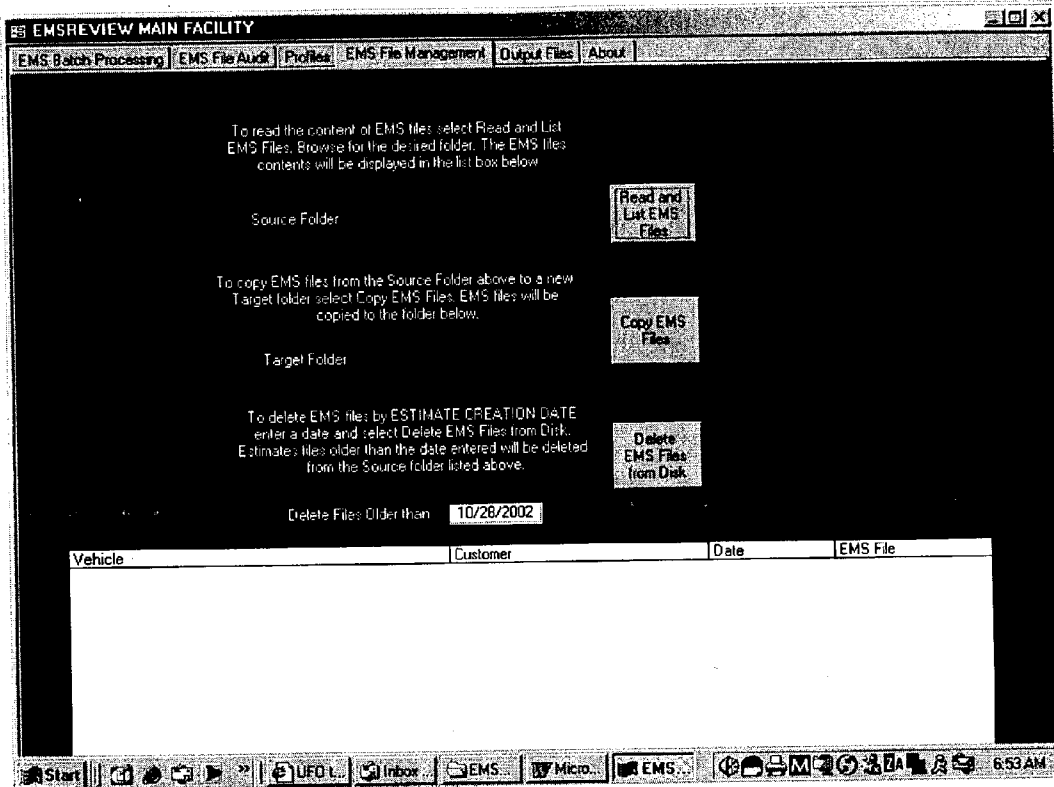 EMSREVIEW MAIN FACILITY
EMS Batch Processing EMS File Audit Profiles EMS File Management Output Files About
To read the content of EMS files select Read and List
EMS Files. Browse for the desired folder. The EMS files
contents will be displayed in the list box below
Source Folder
Read and
List EMS
Files
To copy EMS files from the Source Folder above to a new
Target folder select Copy EMS Files. EMS files will be
copied to the folder below.
Copy EMS
Files
Target Folder
To delete EMS files by ESTIMATE CREATION DATE
enter a date and select Delete EMS Files from Disk.
Estimates files older than the date entered will be deleted
from the Source folder listed above.
Delete
EMS Files
from Disk
Delete Files Older than 10/28/2002
Vehicle Customer Date EMS File
Start UFO t... Inbox... EMS... Micro... EMS... 6:53 AM